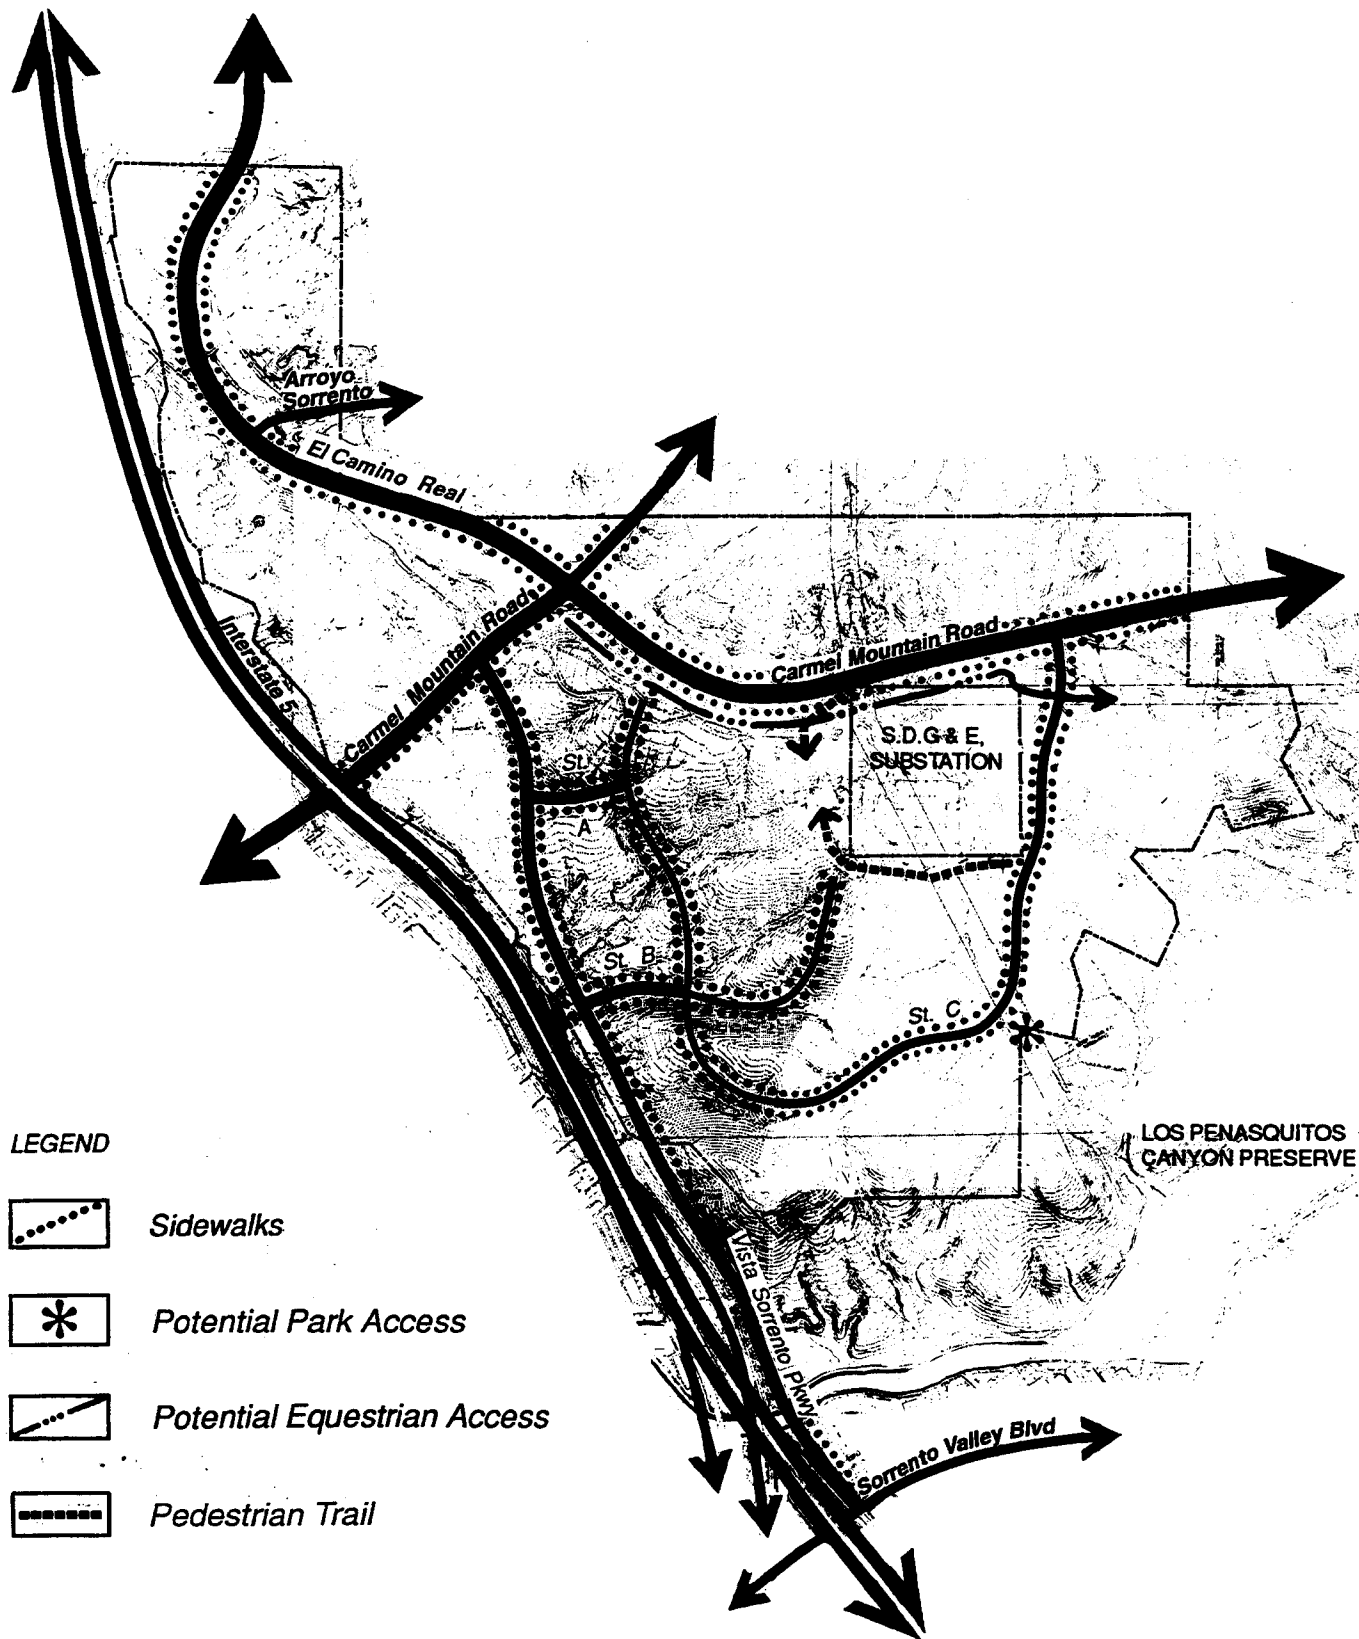 Arroyo
Sorrento
El Camino Real
Interstate 5
Carmel Mountain Road
Carmel Mountain Road
S.D.G & E,
SUBSTATION
St.
A
St. B
St. C
LOS PENASQUITOS
CANYON PRESERVE
Vista Sorrento Pkwy
Sorrento Valley Blvd
LEGEND
Sidewalks
Potential Park Access
Potential Equestrian Access
Pedestrian Trail